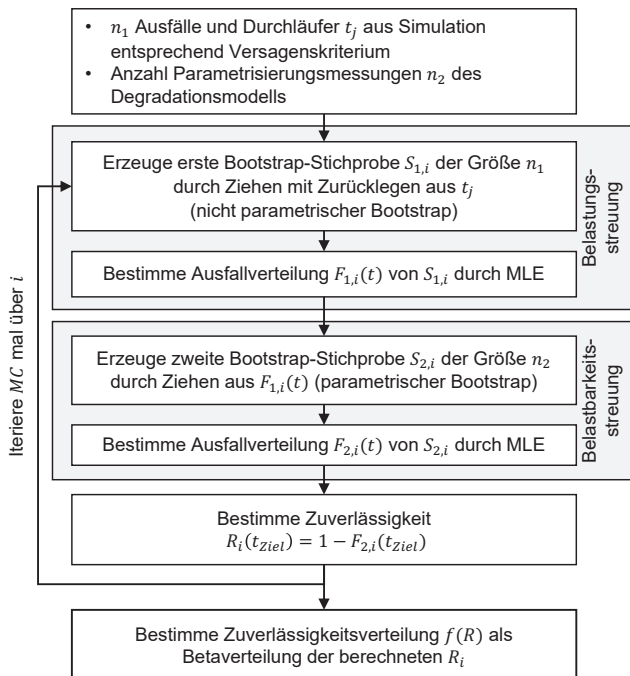 • n₁ Ausfälle und Durchläufer tⱼ aus Simulation
entsprechend Versagenskriterium
• Anzahl Parametrisierungsmessungen n₂ des
Degradationsmodells
Erzeuge erste Bootstrap-Stichprobe S₁,ᵢ der Größe n₁
durch Ziehen mit Zurücklegen aus tⱼ
(nicht parametrischer Bootstrap)
Bestimme Ausfallverteilung F₁,ᵢ(t) von S₁,ᵢ durch MLE
Belastungs-
streuung
Erzeuge zweite Bootstrap-Stichprobe S₂,ᵢ der Größe n₂
durch Ziehen aus F₁,ᵢ(t) (parametrischer Bootstrap)
Bestimme Ausfallverteilung F₂,ᵢ(t) von S₂,ᵢ durch MLE
Belastbarkeits-
streuung
Bestimme Zuverlässigkeit
Rᵢ(t_Ziel) = 1 − F₂,ᵢ(t_Ziel)
Iteriere MC mal über i
Bestimme Zuverlässigkeitsverteilung f(R) als
Betaverteilung der berechneten Rᵢ